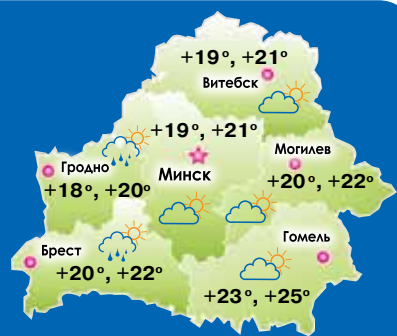 +19°, +21°
Витебск
+19°, +21°
Минск
Гродно
+18°, +20°
Могилев
+20°, +22°
Брест
+20°, +22°
Гомель
+23°, +25°